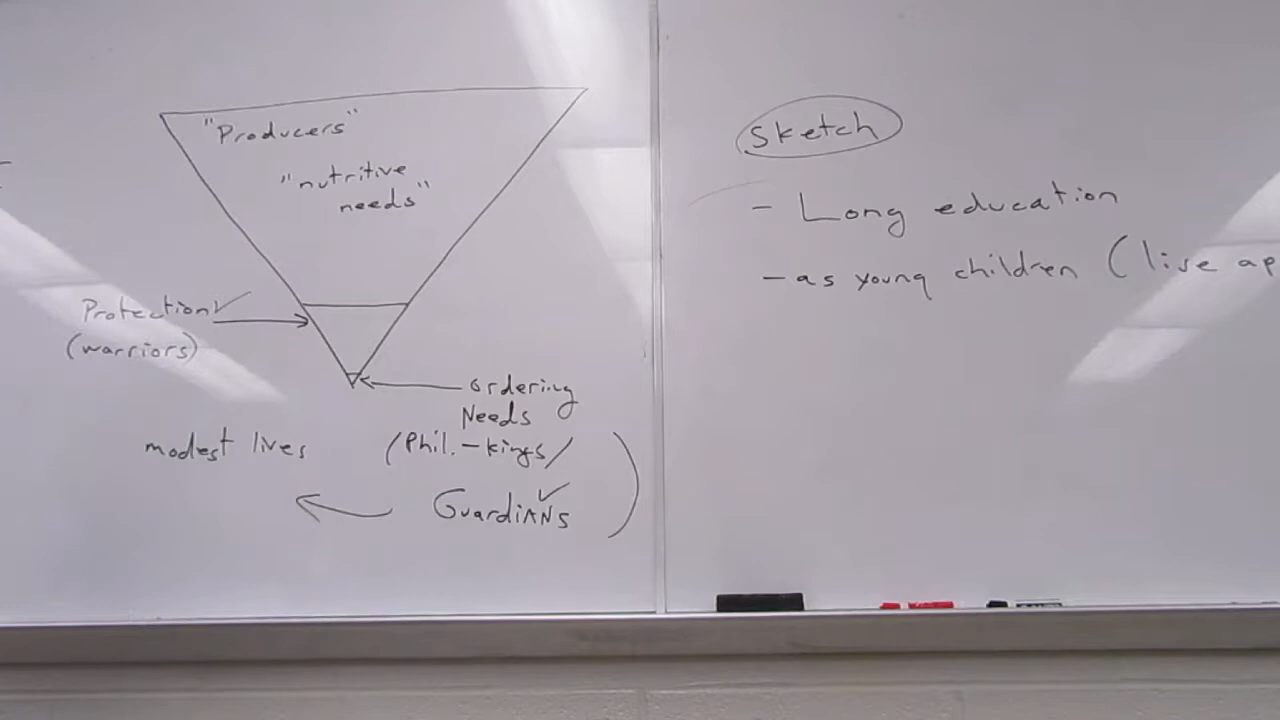 "Producers"
"nutritive
needs"
Protection
(warriors)
ordering
Needs
(Phil.-kings/
GuardiANs
modest lives
Sketch
- Long education
- as young children (live ap